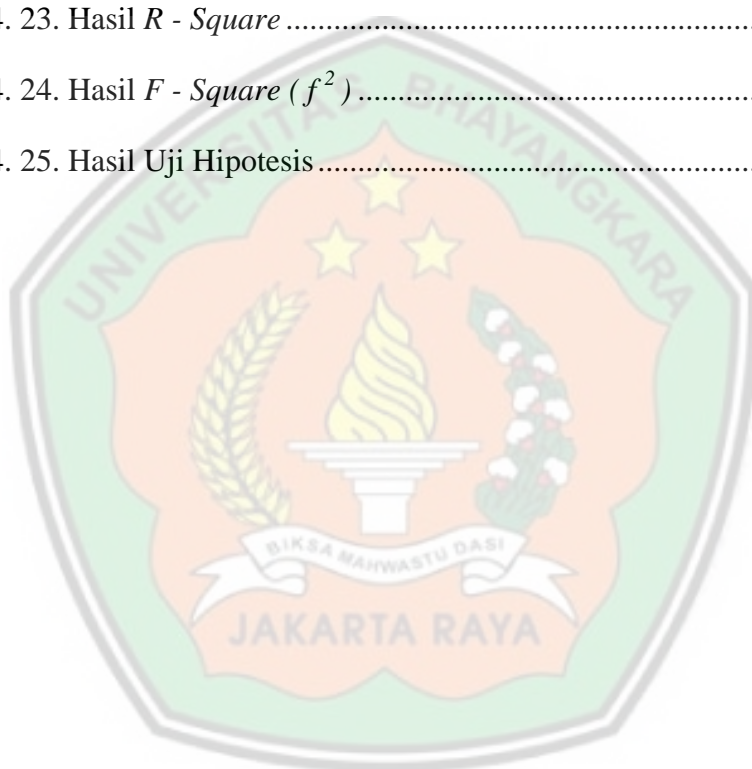 4. 23. Hasil R - Square ..........................................................
4. 24. Hasil F - Square ( f² ) ..................................................
4. 25. Hasil Uji Hipotesis .......................................................
UNIVERSITAS BHAYANGKARA
BIKSA MAHWASTU DASI
JAKARTA RAYA